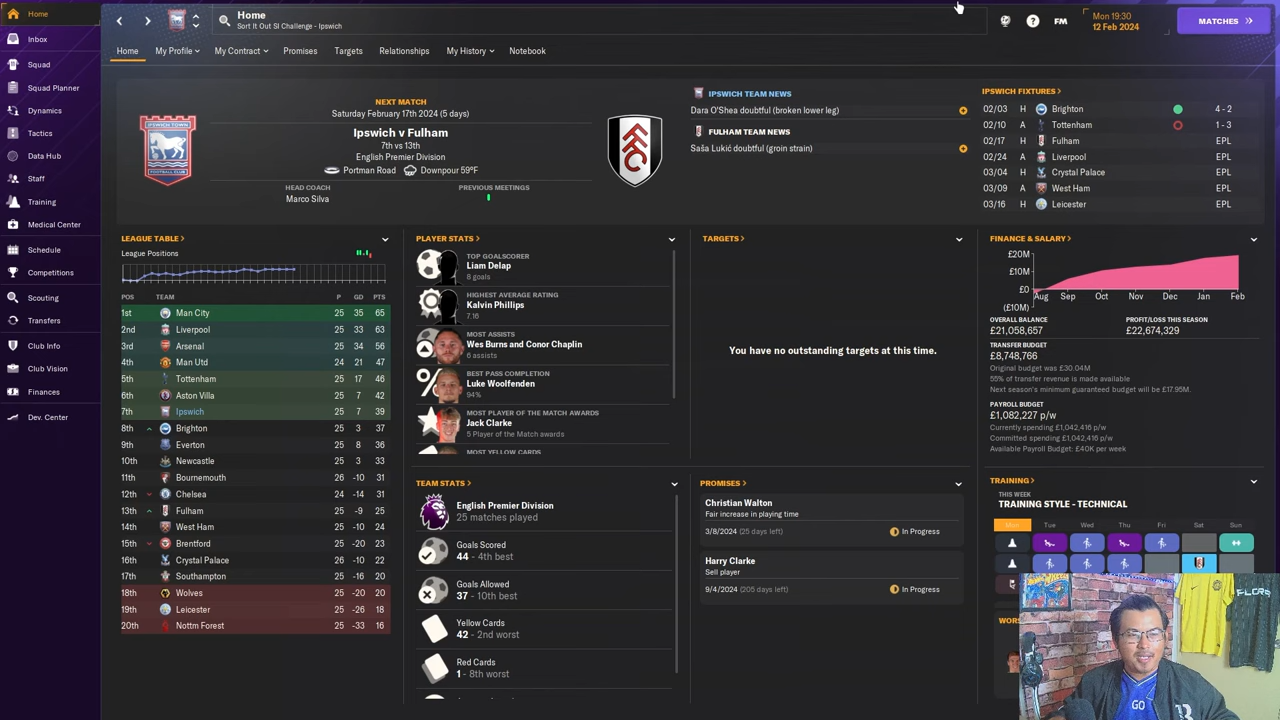 Home
Inbox
Squad
Squad Planner
Dynamics
Tactics
Data Hub
Staff
Training
Medical Center
Schedule
Competitions
Scouting
Transfers
Club Info
Club Vision
Finances
Dev. Center
Home
Sort It Out SI Challenge - Ipswich
FM
Mon 19:30
12 Feb 2024
MATCHES
Home
My Profile
My Contract
Promises
Targets
Relationships
My History
Notebook
NEXT MATCH
Saturday February 17th 2024 (5 days)
Ipswich v Fulham
7th vs 13th
English Premier Division
Portman Road Downpour 59°F
HEAD COACH
Marco Silva
PREVIOUS MEETINGS
FFC
IPSWICH TEAM NEWS
Dara O'Shea doubtful (broken lower leg)
FULHAM TEAM NEWS
Saša Lukić doubtful (groin strain)
IPSWICH FIXTURES
02/03 H Brighton 4 - 2
02/10 A Tottenham 1 - 3
02/17 H Fulham EPL
02/24 A Liverpool EPL
03/04 H Crystal Palace EPL
03/09 A West Ham EPL
03/16 H Leicester EPL
LEAGUE TABLE
League Positions
POS TEAM P GD PTS
1st Man City 25 35 65
2nd Liverpool 25 33 63
3rd Arsenal 25 34 56
4th Man Utd 24 21 47
5th Tottenham 25 17 46
6th Aston Villa 25 7 42
7th Ipswich 25 7 39
8th Brighton 25 3 37
9th Everton 25 8 36
10th Newcastle 25 3 33
11th Bournemouth 26 -10 31
12th Chelsea 24 -14 31
13th Fulham 25 -9 25
14th West Ham 25 -10 24
15th Brentford 25 -20 23
16th Crystal Palace 26 -10 22
17th Southampton 25 -16 20
18th Wolves 25 -20 20
19th Leicester 25 -26 18
20th Nottm Forest 25 -33 16
PLAYER STATS
TOP GOALSCORER
Liam Delap
8 goals
HIGHEST AVERAGE RATING
Kalvin Phillips
7.16
MOST ASSISTS
Wes Burns and Conor Chaplin
6 assists
BEST PASS COMPLETION
Luke Woolfenden
94%
MOST PLAYER OF THE MATCH AWARDS
Jack Clarke
5 Player of the Match awards
MOST YELLOW CARDS
TEAM STATS
English Premier Division
25 matches played
Goals Scored
44 - 4th best
Goals Allowed
37 - 10th best
Yellow Cards
42 - 2nd worst
Red Cards
1 - 8th worst
TARGETS
You have no outstanding targets at this time.
PROMISES
Christian Walton
Fair increase in playing time
3/8/2024 (25 days left) In Progress
Harry Clarke
Sell player
9/4/2024 (205 days left) In Progress
FINANCE & SALARY
£20M
£10M
£0
(£10M)
Aug Sep Oct Nov Dec Jan Feb
OVERALL BALANCE
£21,058,657
PROFIT/LOSS THIS SEASON
£22,674,329
TRANSFER BUDGET
£8,748,766
Original budget was £30.04M
55% of transfer revenue is made available
Next season's minimum guaranteed budget will be £17.95M.
PAYROLL BUDGET
£1,082,227 p/w
Currently spending £1,042,416 p/w
Committed spending £1,042,416 p/w
Available Payroll Budget: £40K per week
TRAINING
THIS WEEK
TRAINING STYLE - TECHNICAL
Mon Tue Wed Thu Fri Sat Sun
WORS
GO